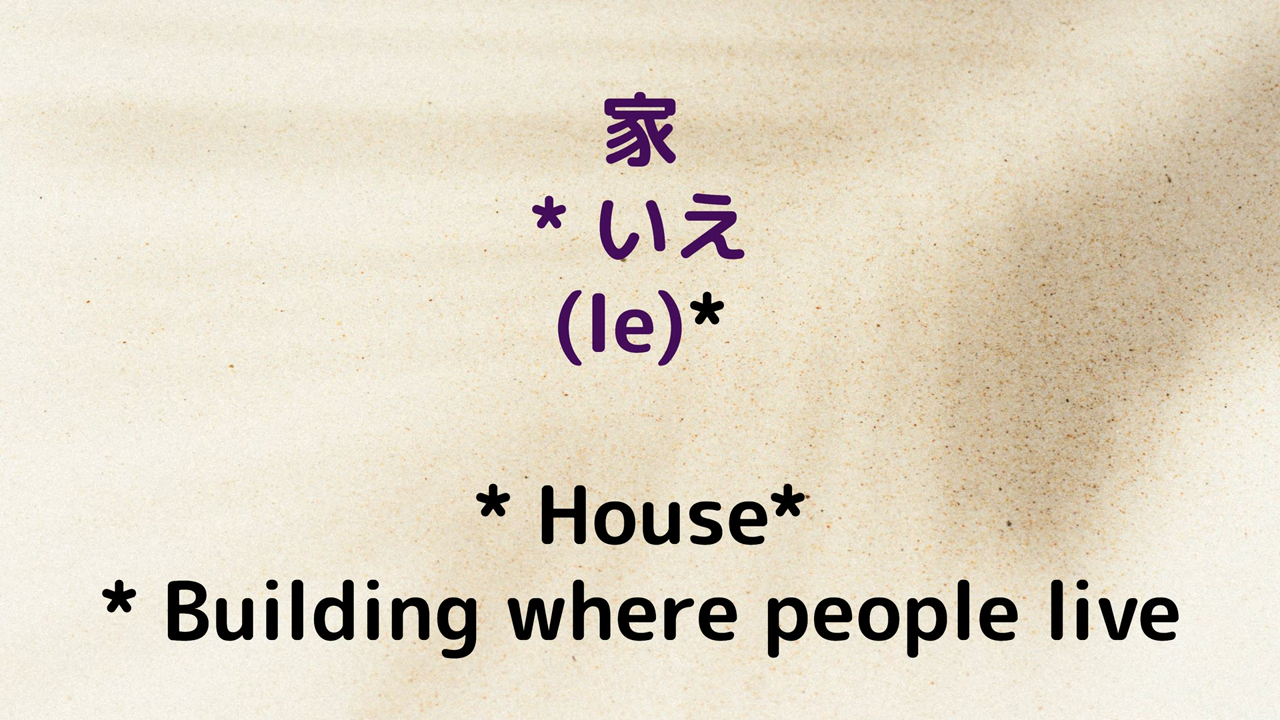 家
* いえ
(Ie)*
* House*
* Building where people live